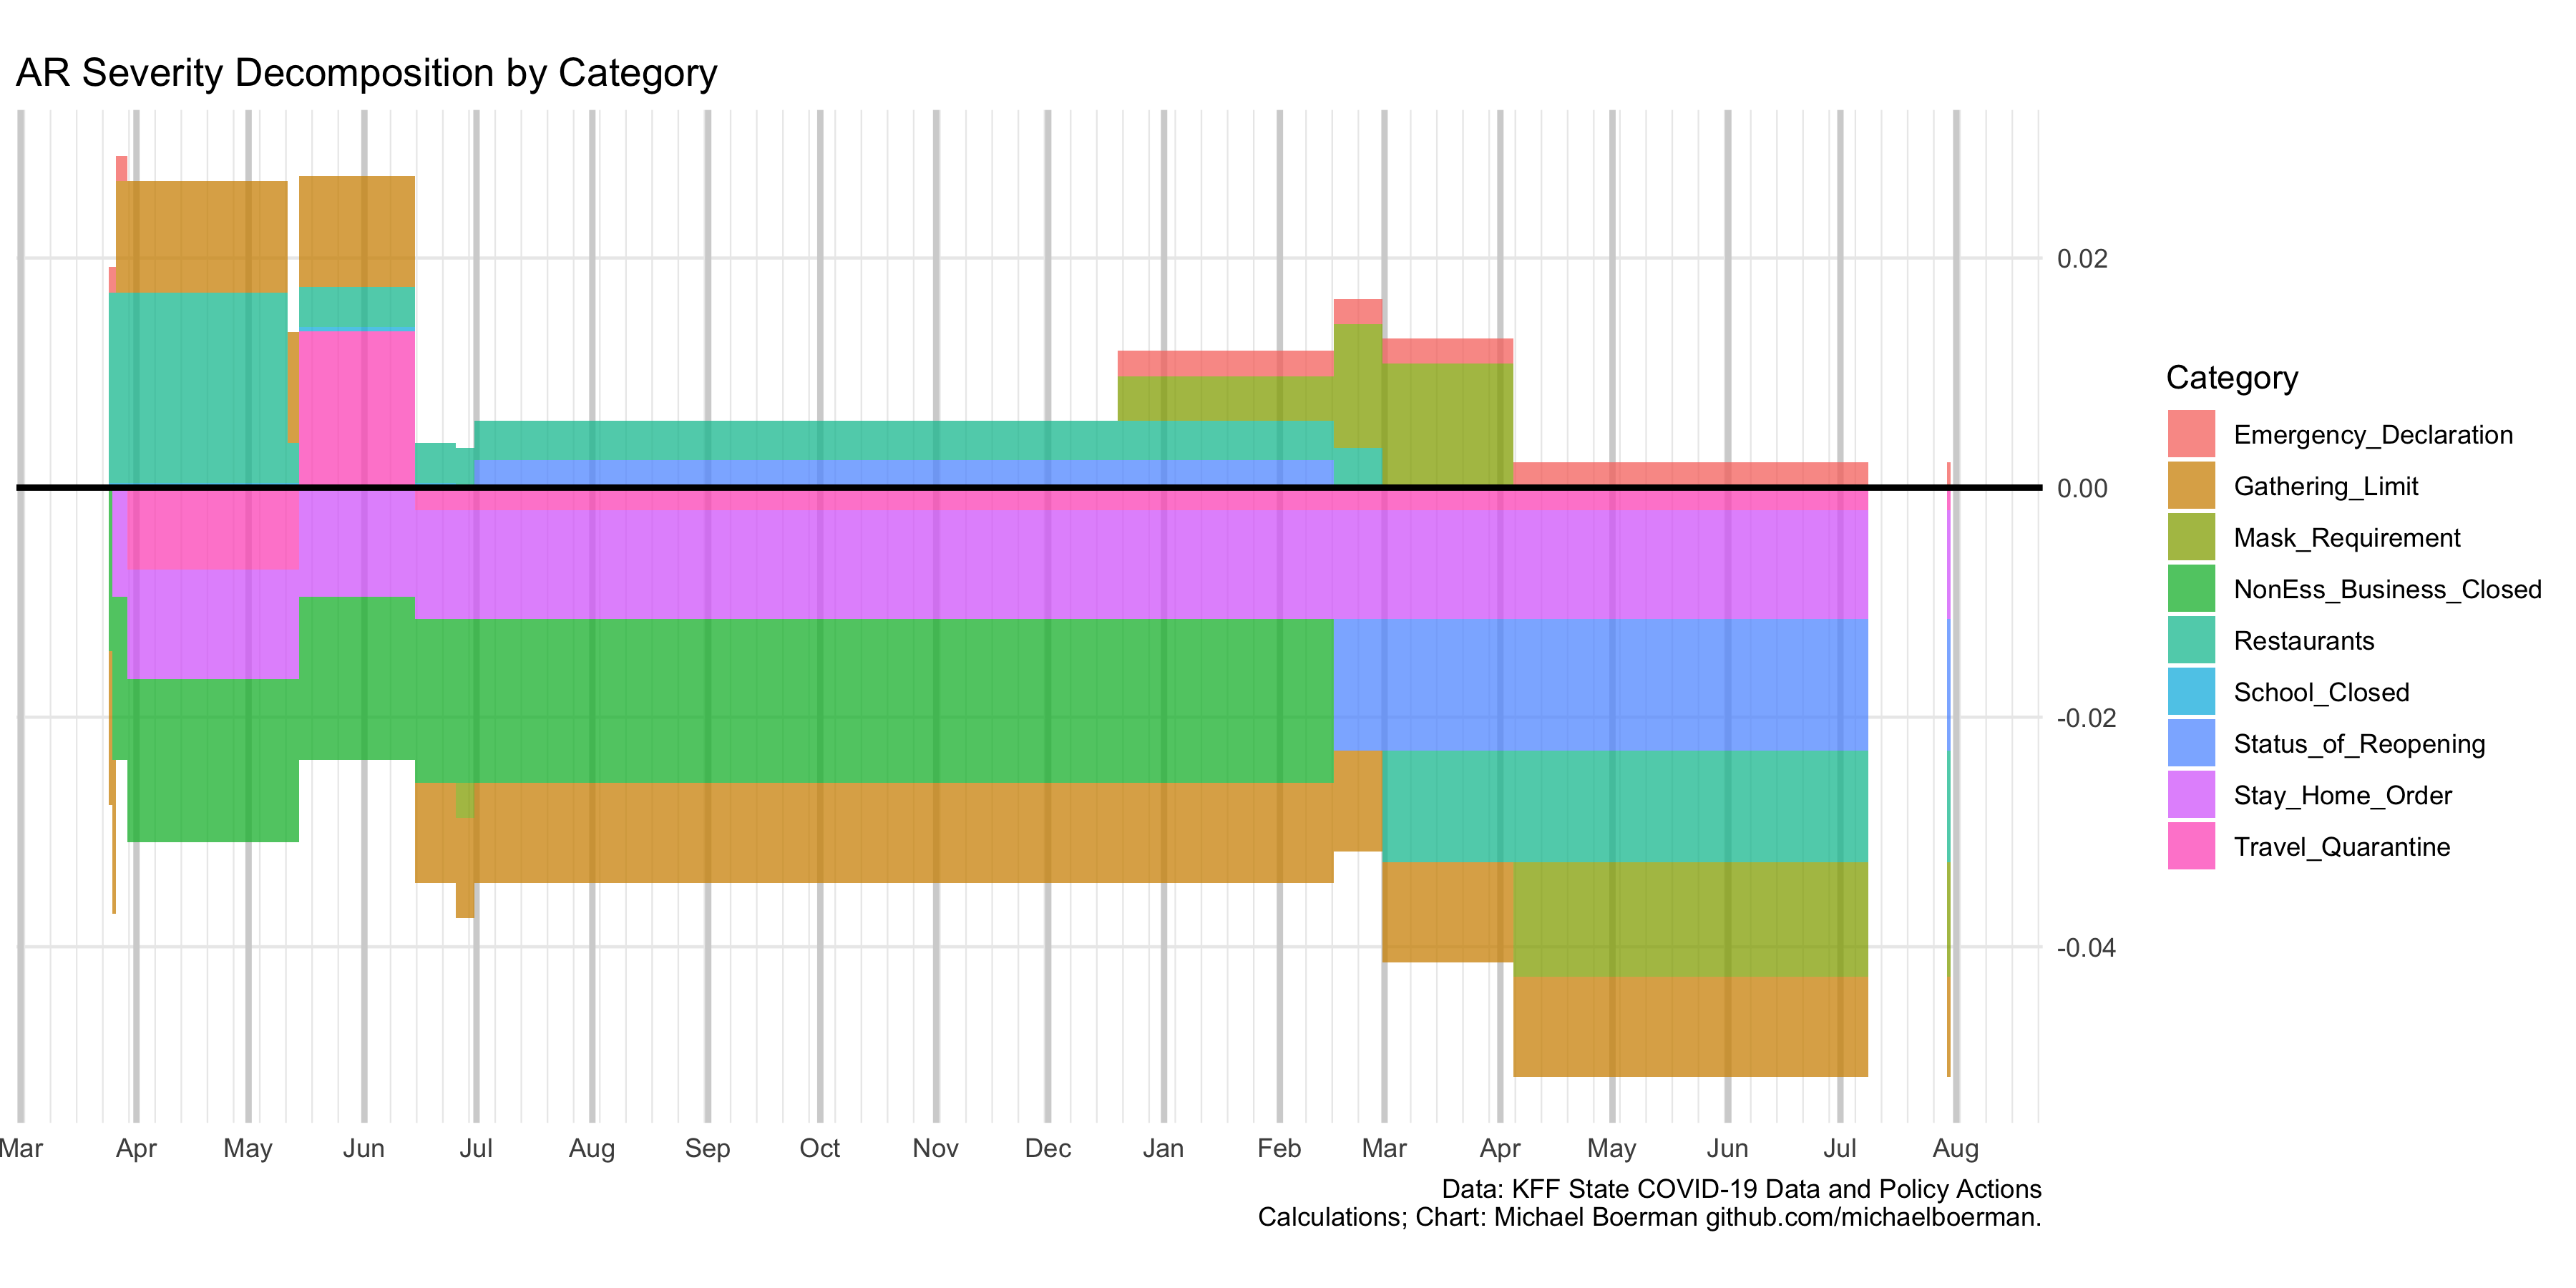 AR Severity Decomposition by Category
0.02
0.00
-0.02
-0.04
Mar Apr May Jun Jul Aug Sep Oct Nov Dec Jan Feb Mar Apr May Jun Jul Aug
Category
Emergency_Declaration
Gathering_Limit
Mask_Requirement
NonEss_Business_Closed
Restaurants
School_Closed
Status_of_Reopening
Stay_Home_Order
Travel_Quarantine
Data: KFF State COVID-19 Data and Policy Actions
Calculations; Chart: Michael Boerman github.com/michaelboerman.